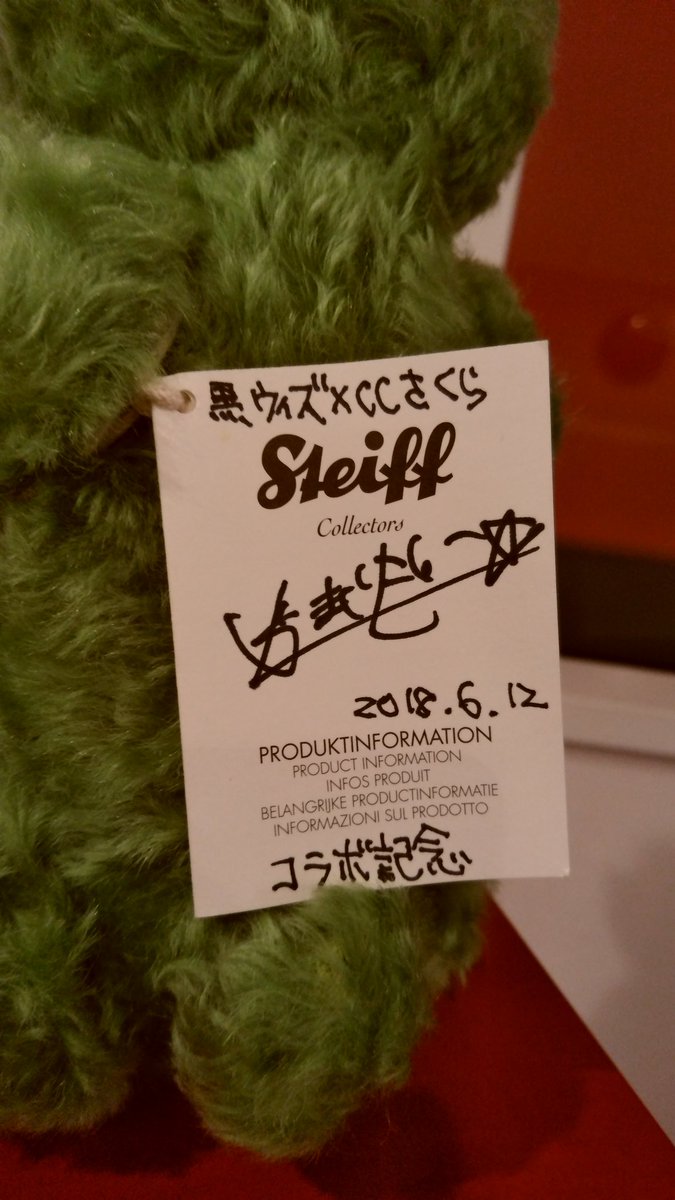 黒ウィズ×CCさくら
Steiff
Collectors
2018.6.12
PRODUKTINFORMATION
PRODUCT INFORMATION
INFOS PRODUIT
BELANGRIJKE PRODUCTINFORMATIE
INFORMAZIONI SUL PRODOTTO
コラボ記念